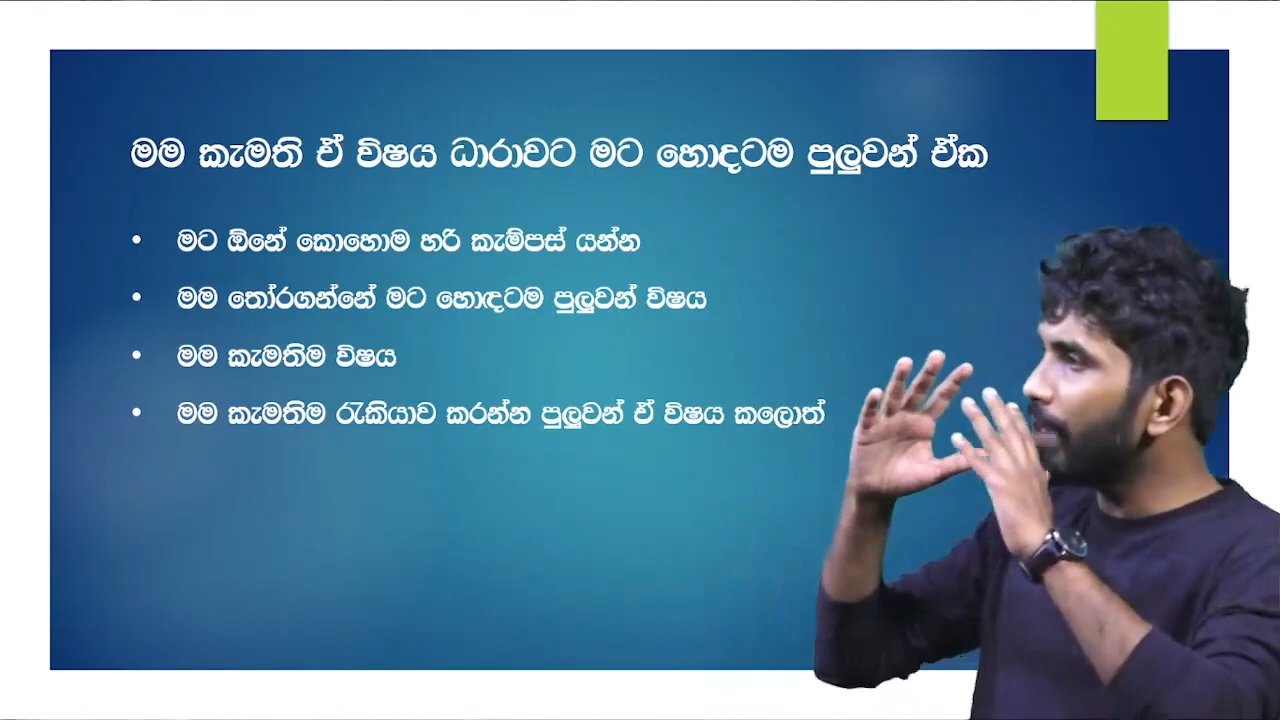 මම කැමති ඒ විෂය ධාරාවට මට හොදටම පුලුවන් ඒක
• මට ඕනේ කොහොම හරි කැම්පස් යන්න
• මම තෝරගන්නේ මට හොඳටම පුලුවන් විෂය
• මම කැමතිම විෂය
• මම කැමතිම රැකියාව කරන්න පුලුවන් ඒ විෂය කලොත්